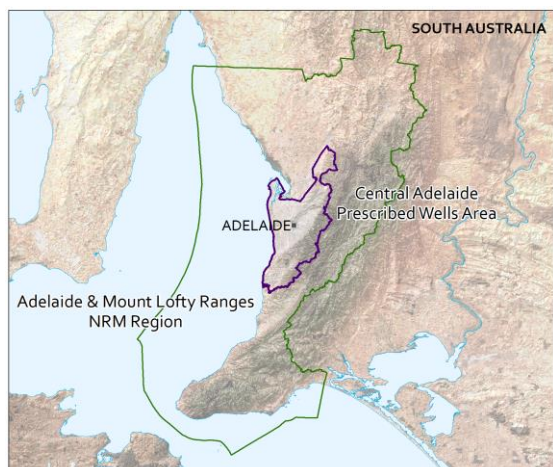 SOUTH AUSTRALIA
Central Adelaide
Prescribed Wells Area
ADELAIDE
Adelaide & Mount Lofty Ranges
NRM Region